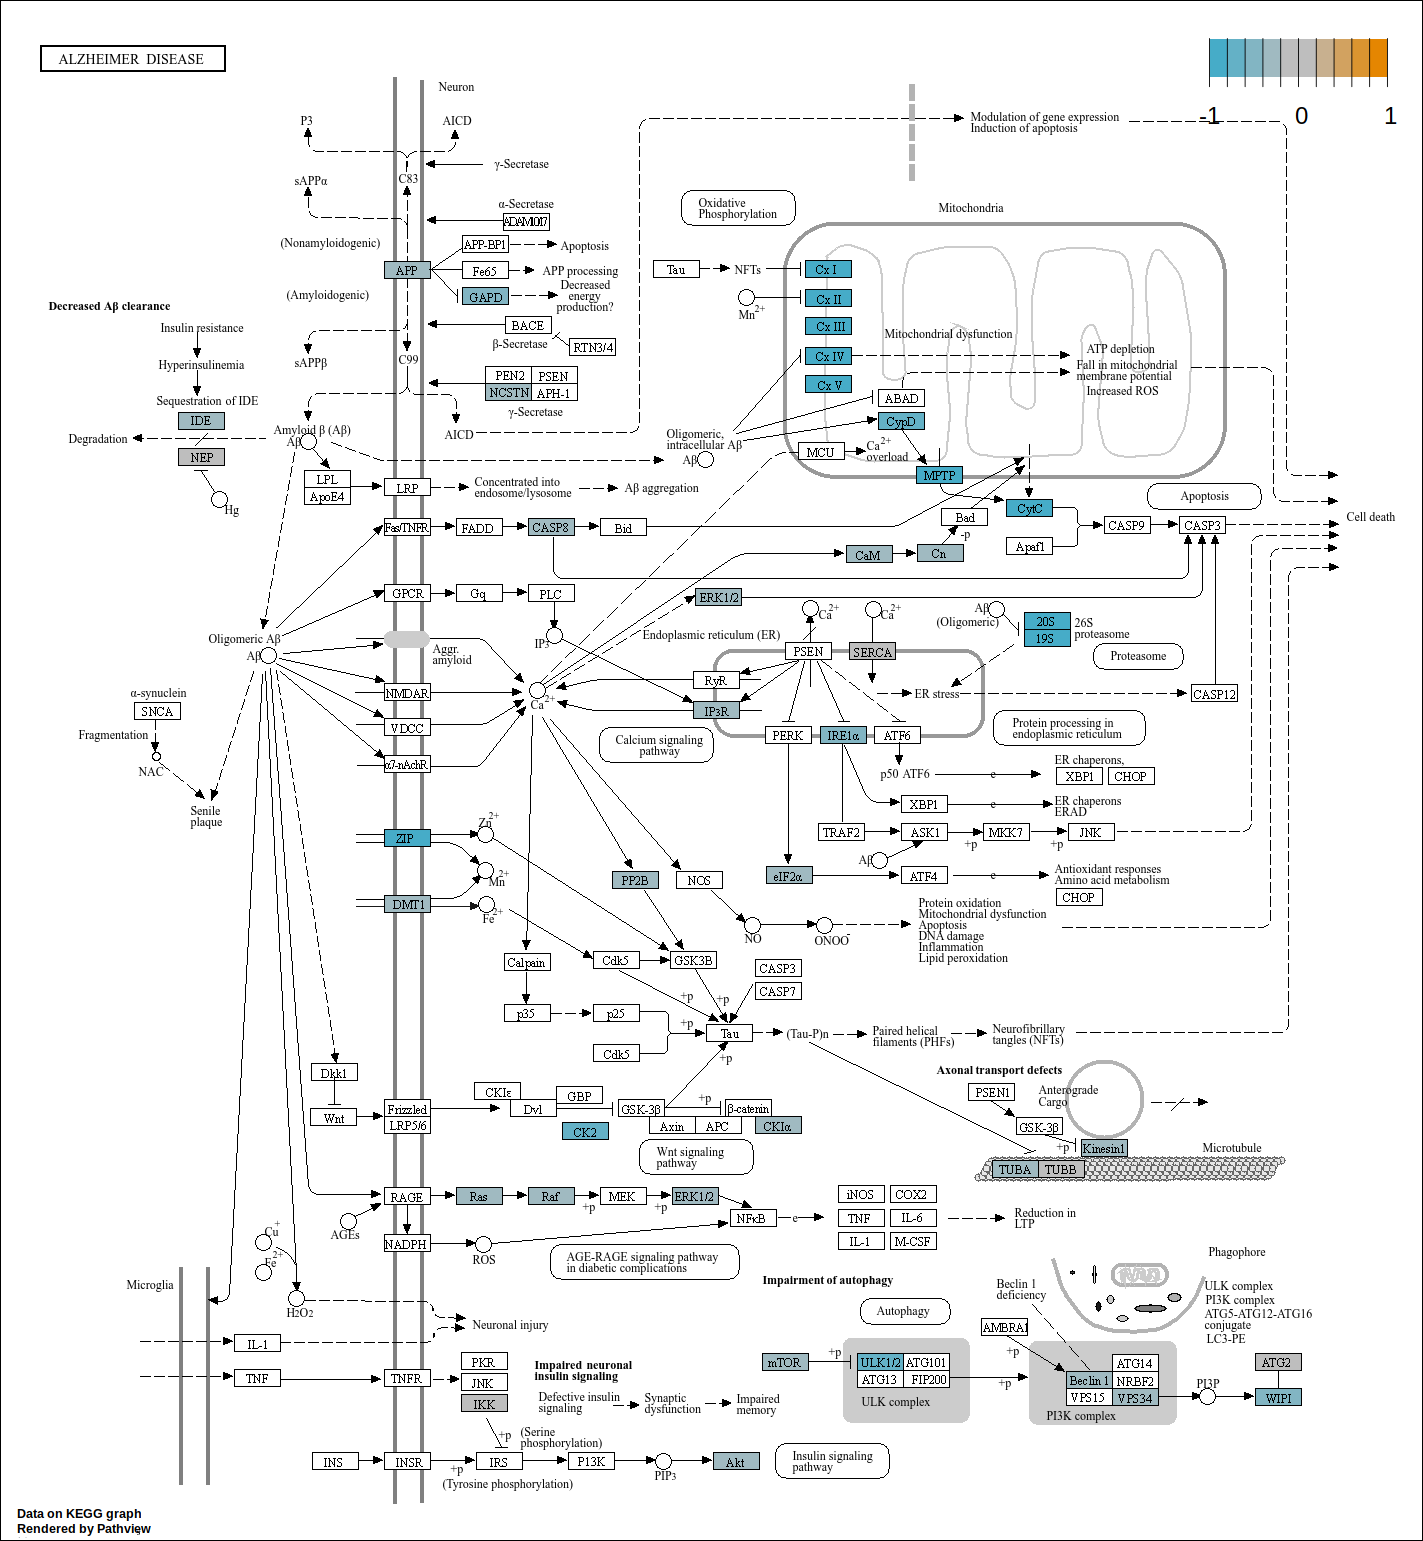 ALZHEIMER DISEASE
-1 0 1
Neuron
P3
AICD
Modulation of gene expression
Induction of apoptosis
γ-Secretase
sAPPα
C83
α-Secretase
ADAM10/17
Oxidative
Phosphorylation
Mitochondria
(Nonamyloidogenic)
APP-BP1
Apoptosis
APP
Fe65
APP processing
Tau
NFTs
Cx I
(Amyloidogenic)
GAPD
Decreased
energy
production?
Mn2+
Cx II
Decreased Aβ clearance
Insulin resistance
BACE
β-Secretase
RTN3/4
Cx III
Mitochondrial dysfunction
Hyperinsulinemia
sAPPβ
C99
Cx IV
ATP depletion
Fall in mitochondrial
membrane potential
Increased ROS
PEN2
PSEN
NCSTN
APH-1
γ-Secretase
Cx V
ABAD
Sequestration of IDE
IDE
CypD
Degradation
Amyloid β (Aβ)
Aβ
AICD
Oligomeric,
intracellular Aβ
Aβ
MCU
Ca2+
overload
NEP
LPL
ApoE4
LRP
Concentrated into
endosome/lysosome
Aβ aggregation
MPTP
Hg
CytC
Apoptosis
Fas/TNFR
FADD
CASP8
Bid
Bad
-p
Apaf1
CASP9
CASP3
Cell death
CaM
Cn
GPCR
Gq
PLC
ERK1/2
IP3
Ca2+
Ca2+
Aβ
(Oligomeric)
20S
19S
26S
proteasome
Oligomeric Aβ
Aβ
Aggr.
amyloid
Endoplasmic reticulum (ER)
PSEN
SERCA
Proteasome
α-synuclein
SNCA
NMDAR
Ca2+
RyR
ER stress
CASP12
IP3R
Fragmentation
VDCC
Calcium signaling
pathway
PERK
IRE1α
ATF6
Protein processing in
endoplasmic reticulum
NAC
α7-nAchR
p50 ATF6
e
ER chaperons,
XBP1
CHOP
Senile
plaque
XBP1
e
ER chaperons
ERAD
Zn2+
ZIP
TRAF2
ASK1
+p
MKK7
+p
JNK
Aβ
Mn2+
PP2B
NOS
eIF2α
ATF4
e
Antioxidant responses
Amino acid metabolism
CHOP
DMT1
Fe2+
NO
ONOO-
Protein oxidation
Mitochondrial dysfunction
Apoptosis
DNA damage
Inflammation
Lipid peroxidation
Calpain
Cdk5
GSK3B
CASP3
CASP7
+p
+p
p35
p25
+p
Tau
(Tau-P)n
Paired helical
filaments (PHFs)
Neurofibrillary
tangles (NFTs)
Cdk5
+p
Dkk1
Axonal transport defects
PSEN1
Anterograde
Cargo
Wnt
Frizzled
LRP5/6
CKIε
Dvl
GBP
CK2
GSK-3β
+p
β-catenin
Axin
APC
CKIα
GSK-3β
+p
Kinesin1
Wnt signaling
pathway
Microtubule
TUBA
TUBB
RAGE
Ras
Raf
+p
MEK
+p
ERK1/2
NFκB
e
iNOS
COX2
TNF
IL-6
IL-1
M-CSF
Reduction in
LTP
AGEs
Cu+
Fe2+
NADPH
ROS
AGE-RAGE signaling pathway
in diabetic complications
Phagophore
Microglia
Impairment of autophagy
Beclin 1
deficiency
ULK complex
PI3K complex
ATG5-ATG12-ATG16
conjugate
LC3-PE
H2O2
Neuronal injury
Autophagy
AMBRA1
+p
IL-1
PKR
JNK
IKK
Impaired neuronal
insulin signaling
mTOR
+p
ULK1/2
ATG101
ATG13
FIP200
ULK complex
+p
ATG14
Beclin 1
NRBF2
VPS15
VPS34
PI3K complex
PI3P
ATG2
WIPI
TNF
TNFR
Defective insulin
signaling
Synaptic
dysfunction
Impaired
memory
+p
(Serine
phosphorylation)
INS
INSR
+p
IRS
P13K
PIP3
Akt
Insulin signaling
pathway
(Tyrosine phosphorylation)
Data on KEGG graph
Rendered by Pathview